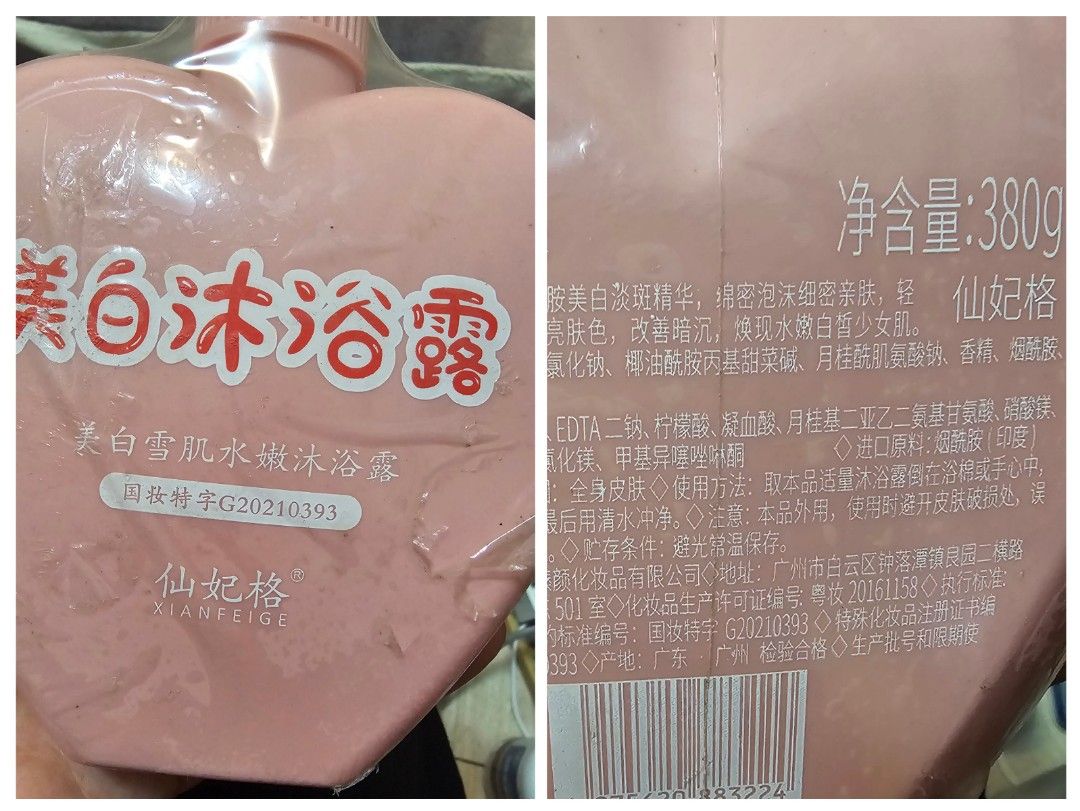 美白沐浴露
美白雪肌水嫩沐浴露
国妆特字G20210393
仙妃格®
XIANFEIGE
净含量:380g
仙妃格
胺美白淡斑精华，绵密泡沫细密亲肤，轻
亮肤色，改善暗沉，焕现水嫩白皙少女肌。
氯化钠、椰油酰胺丙基甜菜碱、月桂酰肌氨酸钠、香精、烟酰胺、
、EDTA二钠、柠檬酸、凝血酸、月桂基二亚乙二氨基甘氨酸、硝酸镁、
氯化镁、甲基异噻唑啉酮 ◇进口原料:烟酰胺(印度)
: 全身皮肤◇使用方法: 取本品适量沐浴露倒在浴棉或手心中,
最后用清水冲净。◇注意: 本品外用，使用时避开皮肤破损处，误
。◇贮存条件: 避光常温保存。
颜化妆品有限公司◇地址: 广州市白云区钟落潭镇良园二横路
501室◇化妆品生产许可证编号: 粤妆20161158◇执行标准:
标准编号: 国妆特字 G20210393◇特殊化妆品注册证书编
393◇产地: 广东 广州 检验合格◇生产批号和限期使
883224